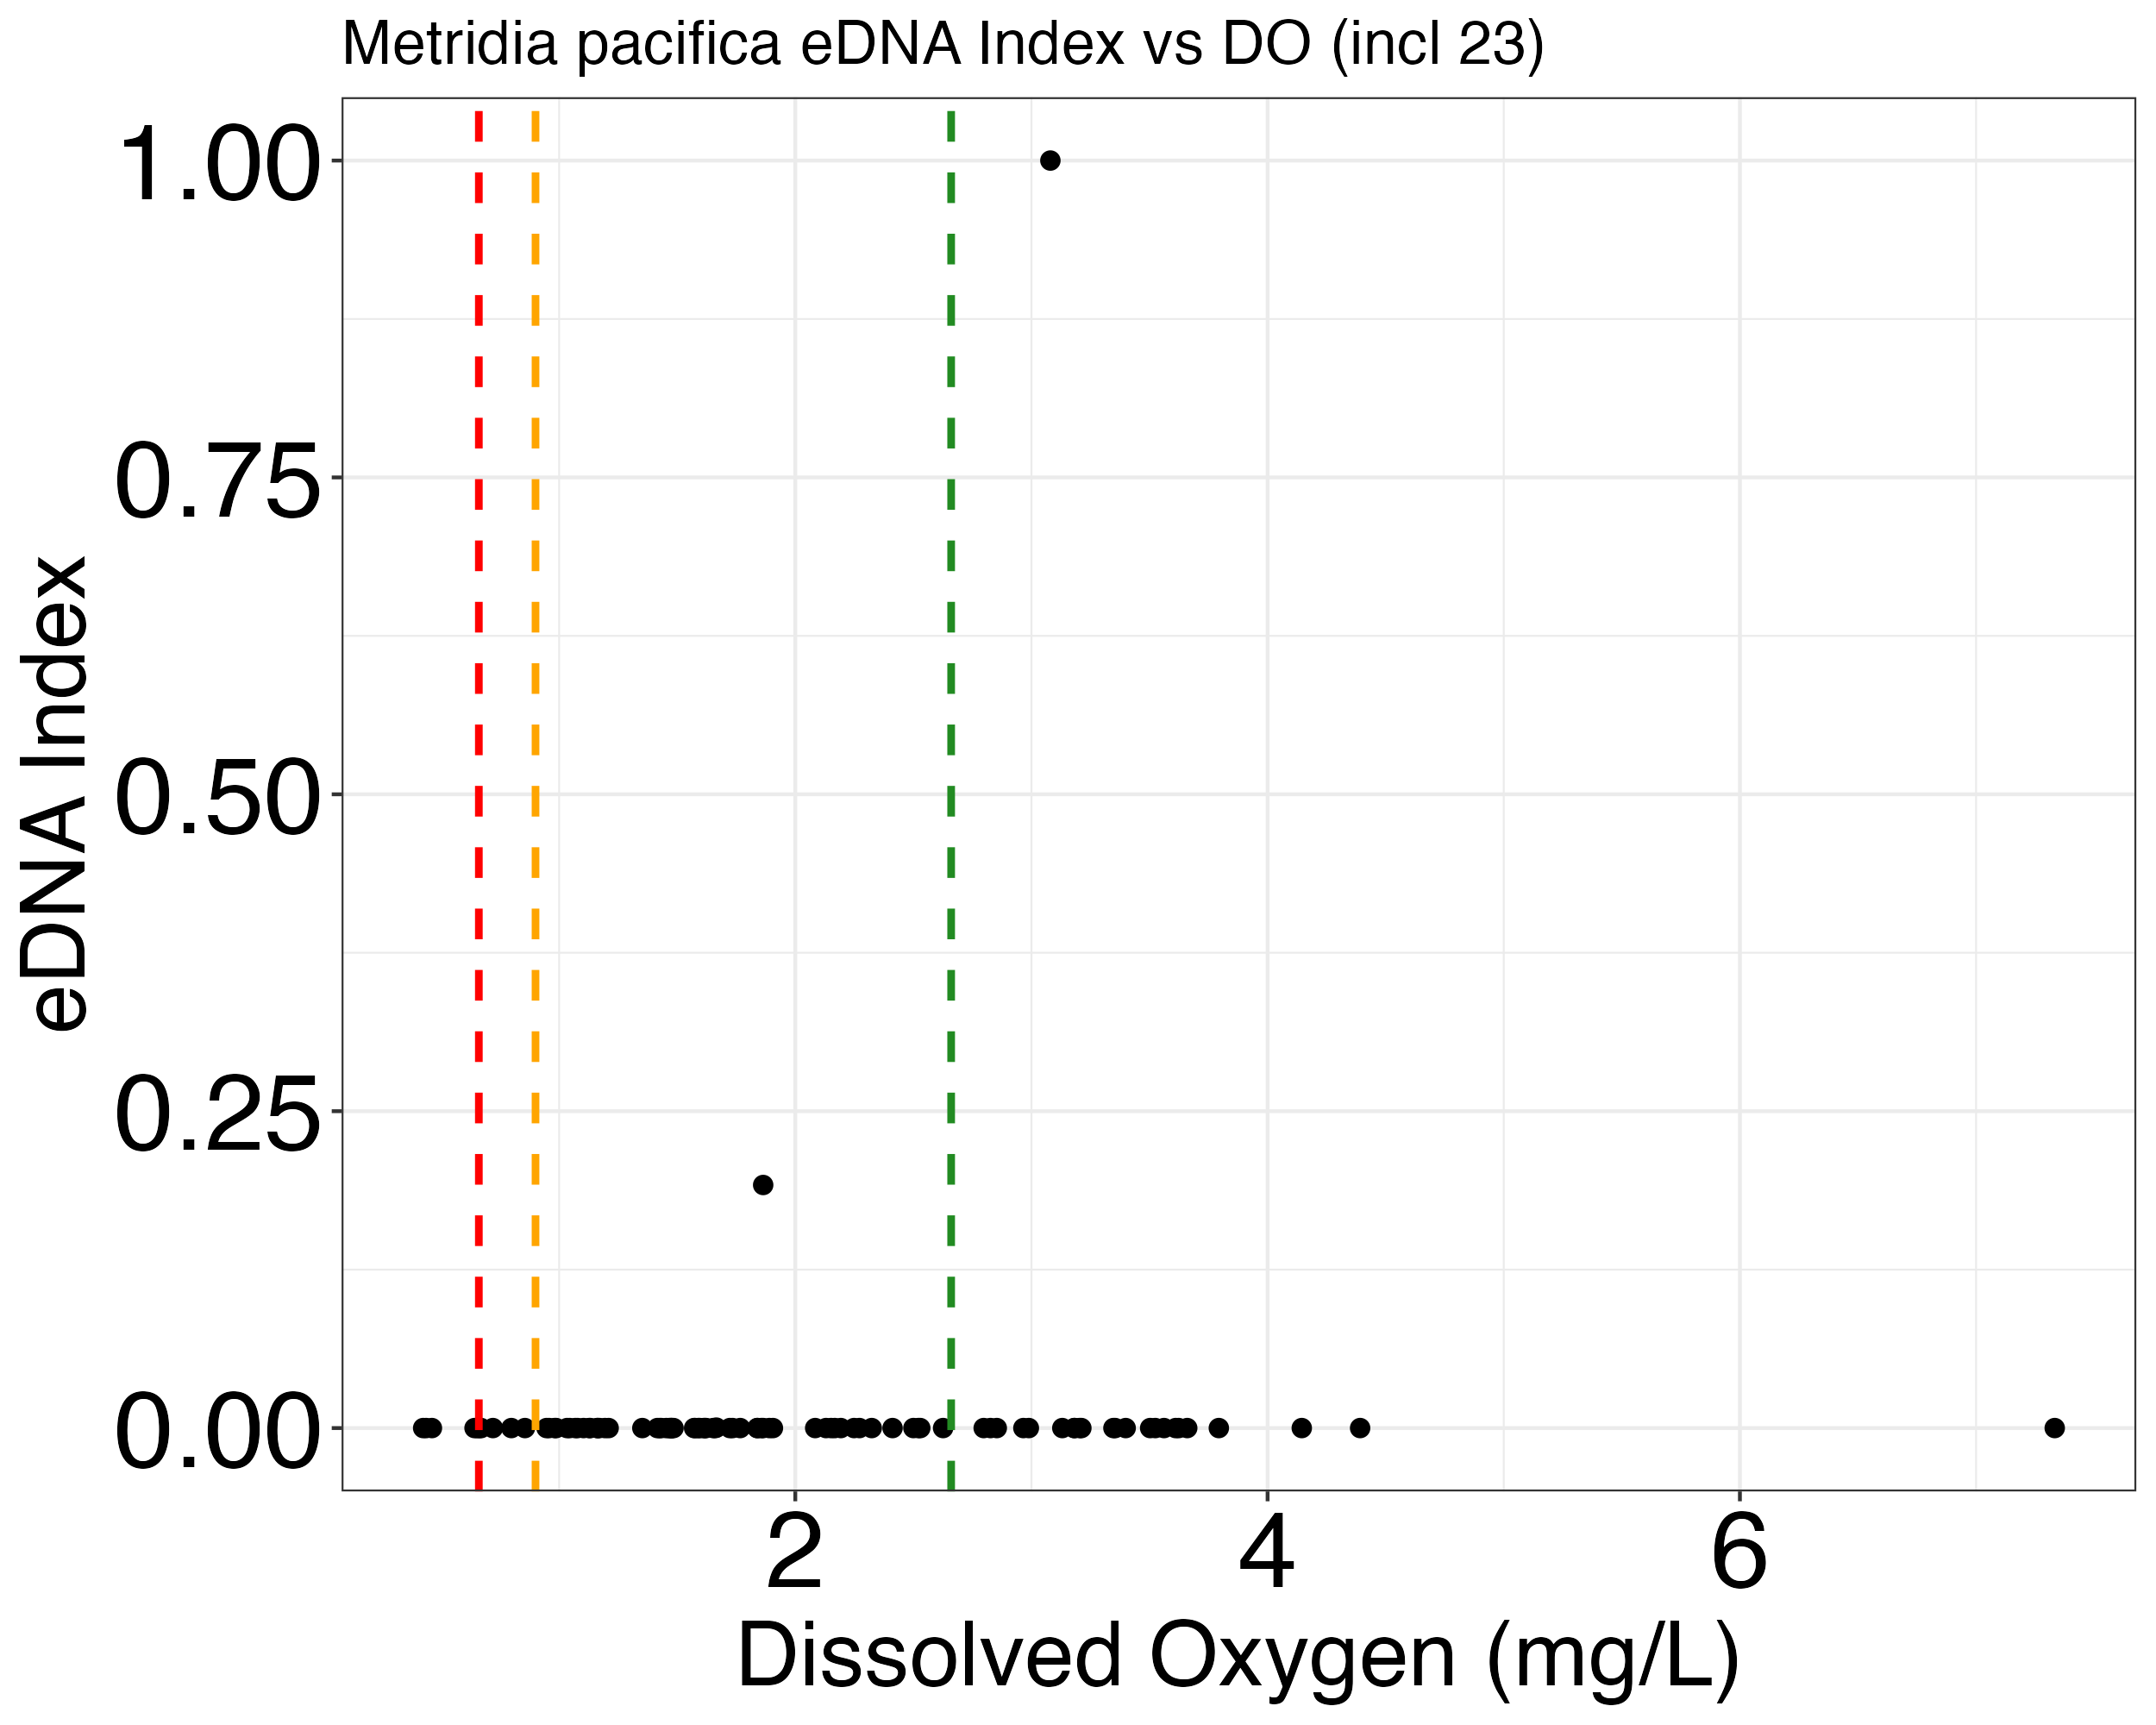 Metridia pacifica eDNA Index vs DO (incl 23)
1.00
0.75
0.50
0.25
0.00
eDNA Index
2 4 6
Dissolved Oxygen (mg/L)